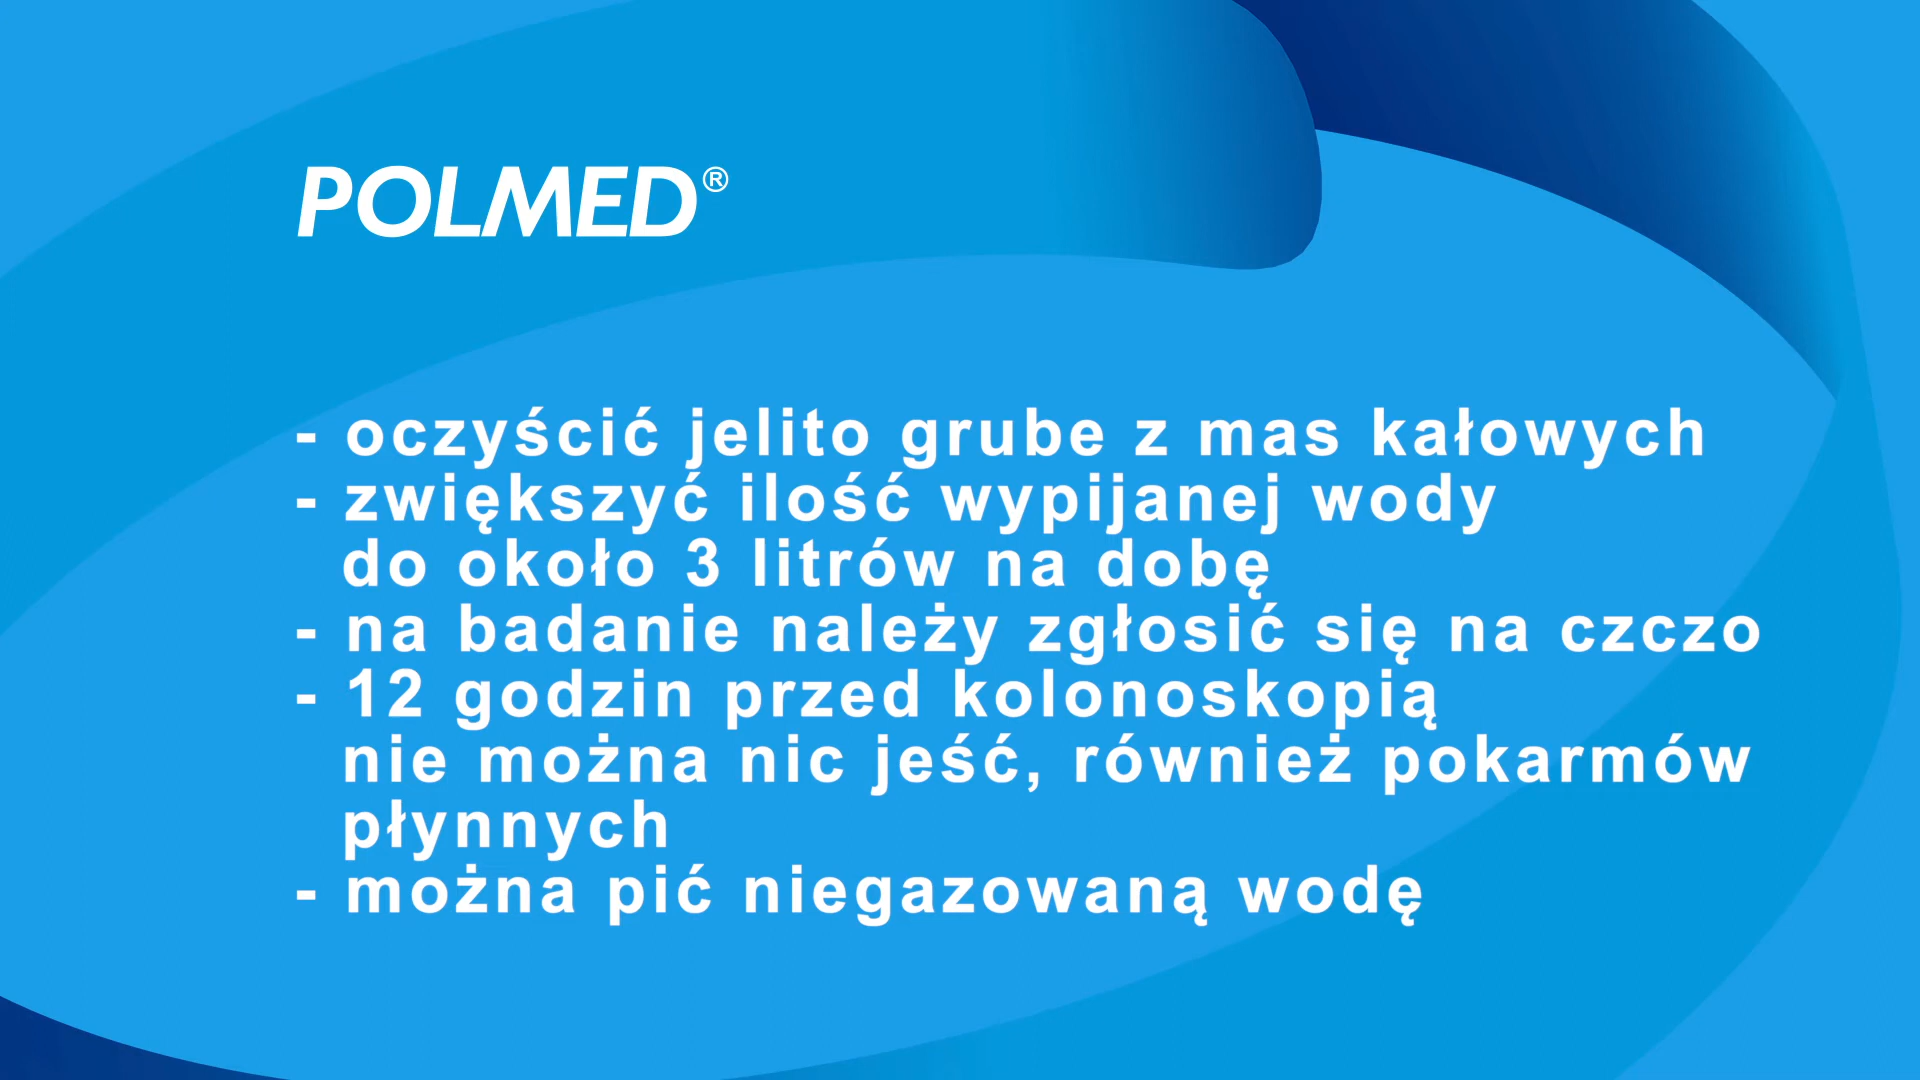 POLMED®
- oczyścić jelito grube z mas kałowych
- zwiększyć ilość wypijanej wody
do około 3 litrów na dobę
- na badanie należy zgłosić się na czczo
- 12 godzin przed kolonoskopią
nie można nic jeść, również pokarmów
płynnych
- można pić niegazowaną wodę